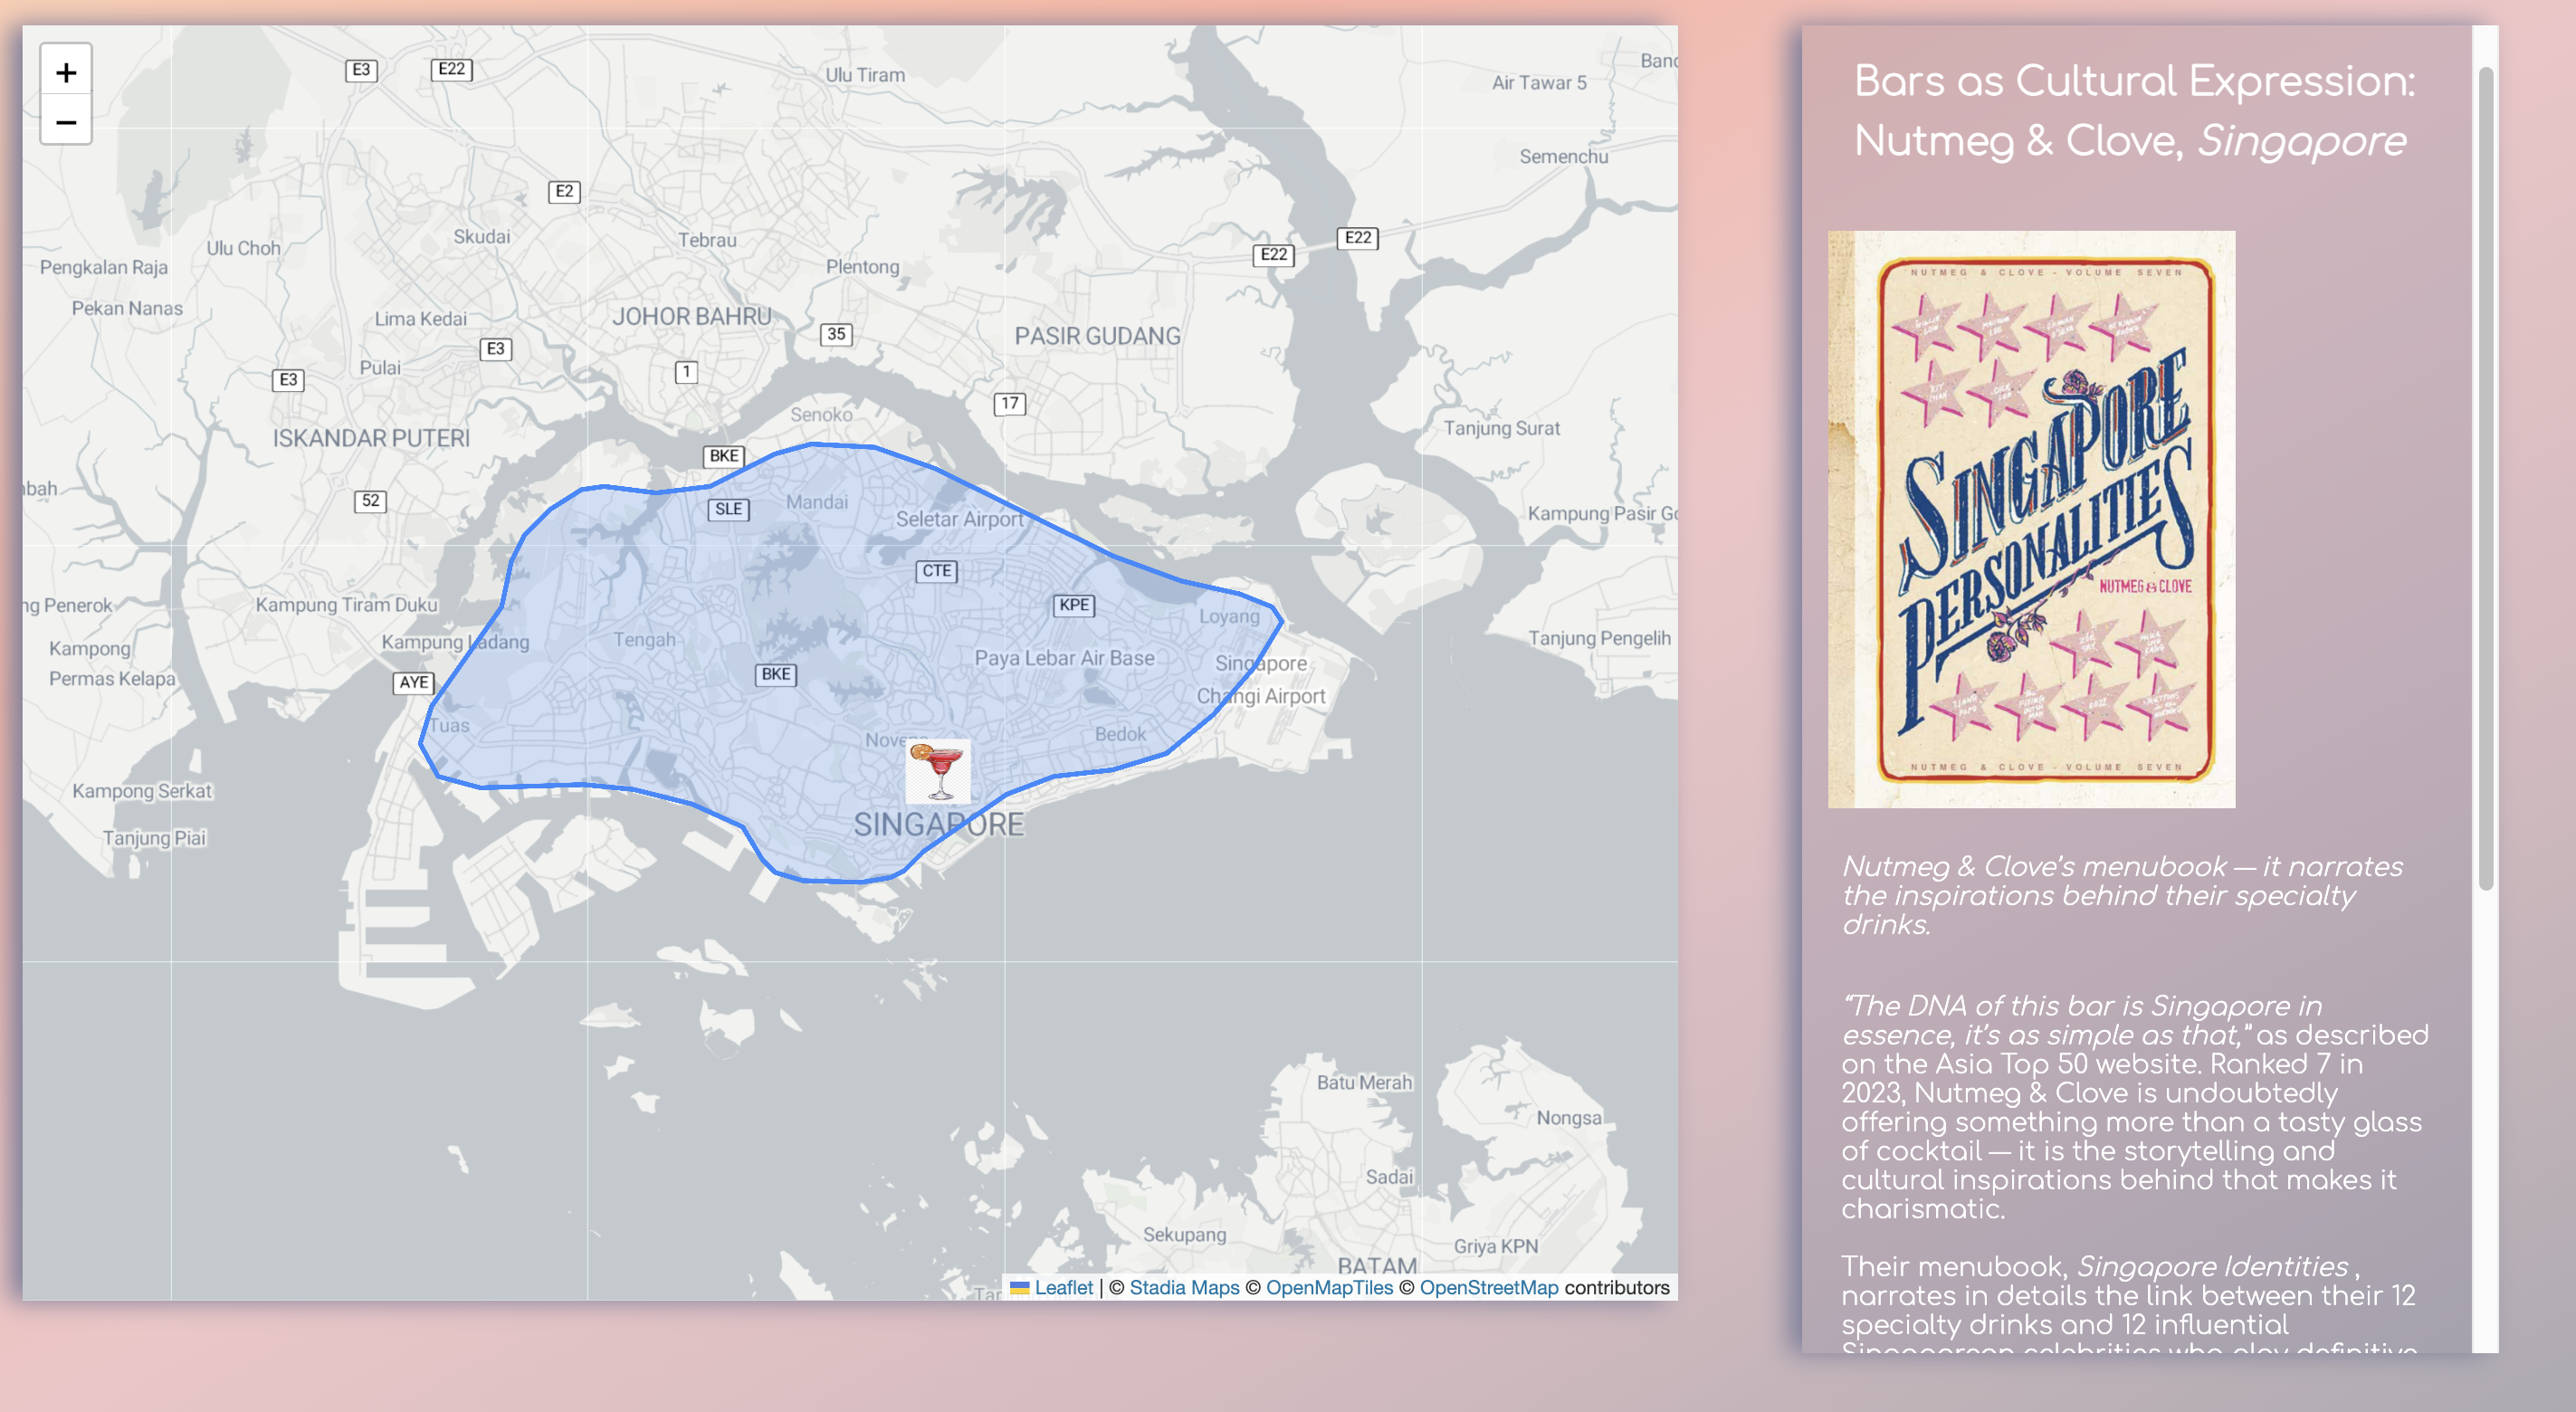 +
−
E3
E22
Ulu Tiram
Air Tawar 5
Semenchu
E2
Ulu Choh
Skudai
Tebrau
E22
E22
Pengkalan Raja
Plentong
Pekan Nanas
Lima Kedai
JOHOR BAHRU
35
PASIR GUDANG
E3
Pulai
1
E3
17
Senoko
ISKANDAR PUTERI
Tanjung Surat
BKE
52
SLE
Mandai
Seletar Airport
Kampung Pasir
CTE
Penerok
Kampung Tiram Duku
KPE
Loyang
Kampung Ladang
Tengah
Tanjung Pengelih
Kampong
Permas Kelapa
Paya Lebar Air Base
Singapore
Changi Airport
BKE
AYE
Tuas
Bedok
Kampong Serkat
SINGAPORE
Tanjung Piai
Batu Merah
Nongsa
Sadai
Sekupang
Griya KPN
BATAM
Leaflet | © Stadia Maps © OpenMapTiles © OpenStreetMap contributors
Bars as Cultural Expression:
Nutmeg & Clove, Singapore
NUTMEG & CLOVE - VOLUME SEVEN
SINGAPORE
PERSONALITIES
NUTMEG & CLOVE
NUTMEG & CLOVE - VOLUME SEVEN
Nutmeg & Clove's menubook — it narrates
the inspirations behind their specialty
drinks.
“The DNA of this bar is Singapore in
essence, it's as simple as that,” as described
on the Asia Top 50 website. Ranked 7 in
2023, Nutmeg & Clove is undoubtedly
offering something more than a tasty glass
of cocktail — it is the storytelling and
cultural inspirations behind that makes it
charismatic.
Their menubook, Singapore Identities ,
narrates in details the link between their 12
specialty drinks and 12 influential
Singaporean celebrities who play definitive